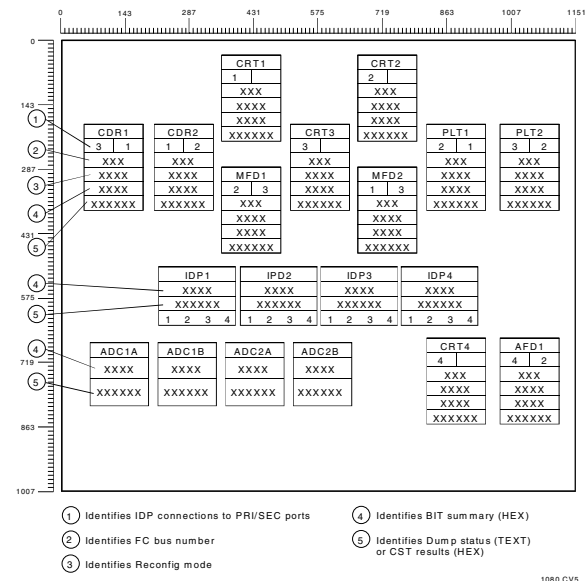 0 143 287 431 575 719 863 1007 1151
0
143
287
431
575
719
863
1007
CRT1
1
XXX
XXXX
XXXX
XXXXXX
CRT2
2
XXX
XXXX
XXXX
XXXXXX
1
2
3
4
5
CDR1
3 1
XXX
XXXX
XXXX
XXXXXX
CDR2
1 2
XXX
XXXX
XXXX
XXXXXX
CRT3
3
XXX
XXXX
XXXX
XXXXXX
PLT1
2 1
XXX
XXXX
XXXX
XXXXXX
PLT2
3 2
XXX
XXXX
XXXX
XXXXXX
MFD1
2 3
XXX
XXXX
XXXX
XXXXXX
MFD2
1 3
XXX
XXXX
XXXX
XXXXXX
4
5
IDP1
XXXX
XXXXXX
1 2 3 4
IPD2
XXXX
XXXXXX
1 2 3 4
IDP3
XXXX
XXXXXX
1 2 3 4
IDP4
XXXX
XXXXXX
1 2 3 4
4
5
ADC1A
XXXX
XXXXXX
ADC1B
XXXX
XXXXXX
ADC2A
XXXX
XXXXXX
ADC2B
XXXX
XXXXXX
CRT4
4
XXX
XXXX
XXXX
XXXXXX
AFD1
4 2
XXX
XXXX
XXXX
XXXXXX
1 Identifies IDP connections to PRI/SEC ports
2 Identifies FC bus number
3 Identifies Reconfig mode
4 Identifies BIT summary (HEX)
5 Identifies Dump status (TEXT)
or CST results (HEX)
1080 CV5